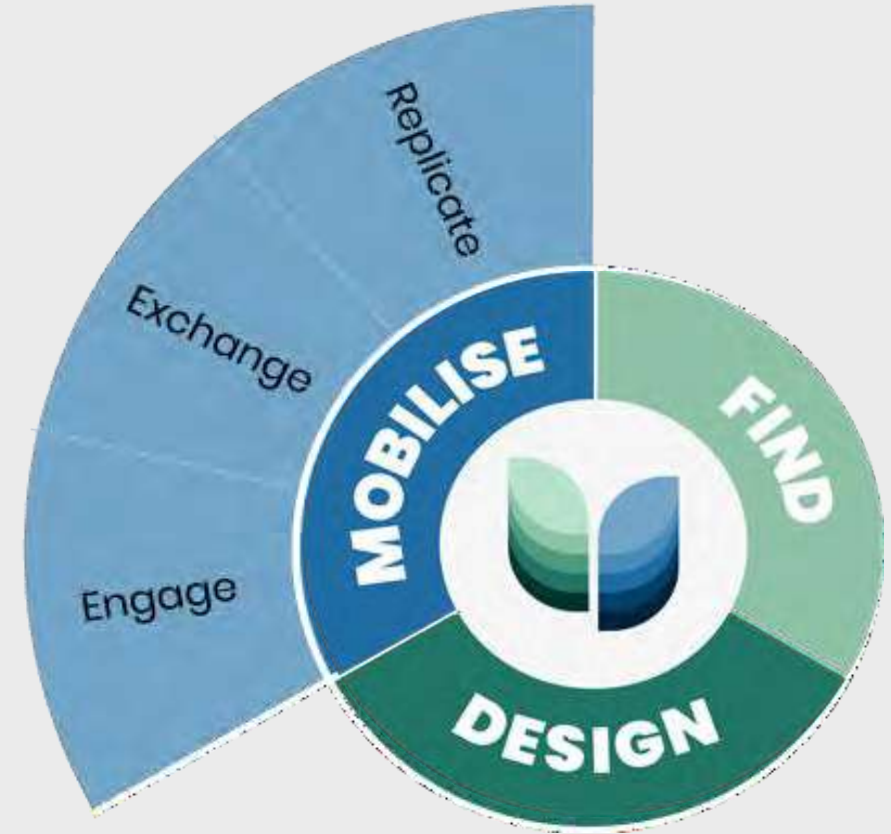 Replicate
Exchange
Engage
MOBILISE
FIND
DESIGN